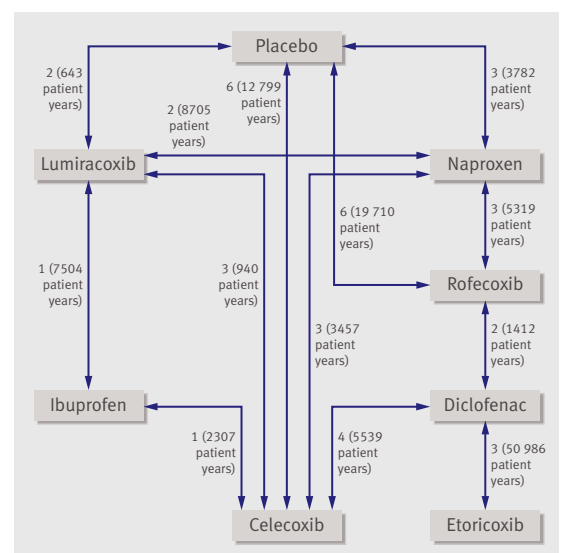 Placebo
2 (643
patient
years)
6 (12 799
patient
years)
3 (3782
patient
years)
2 (8705
patient
years)
Lumiracoxib
Naproxen
6 (19 710
patient
years)
3 (5319
patient
years)
1 (7504
patient
years)
3 (940
patient
years)
Rofecoxib
3 (3457
patient
years)
2 (1412
patient
years)
Ibuprofen
Diclofenac
1 (2307
patient
years)
4 (5539
patient
years)
3 (50 986
patient
years)
Celecoxib
Etoricoxib